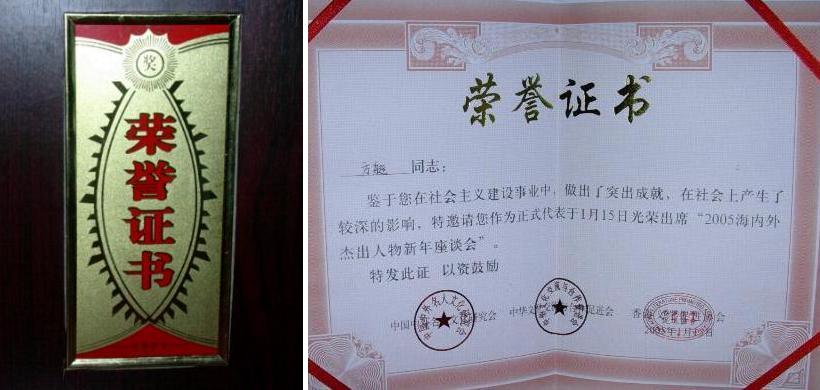 奖
荣誉证书
荣誉证书
同志：
鉴于您在社会主义建设事业中，做出了突出成就，在社会上产生了
较深的影响，特邀请您作为正式代表于1月15日光荣出席“2005海内外
杰出人物新年座谈会”。
特发此证 以资鼓励